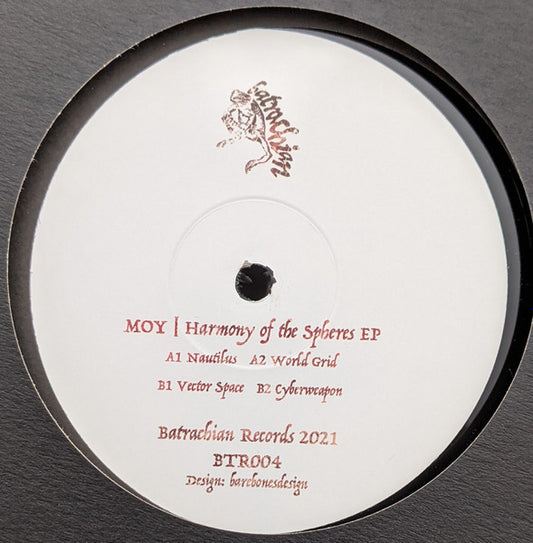 Batrachian
MOY | Harmony of the Spheres EP
A1 Nautilus A2 World Grid
B1 Vector Space B2 Cyberweapon
Batrachian Records 2021
BTR004
Design: barebonesdesign